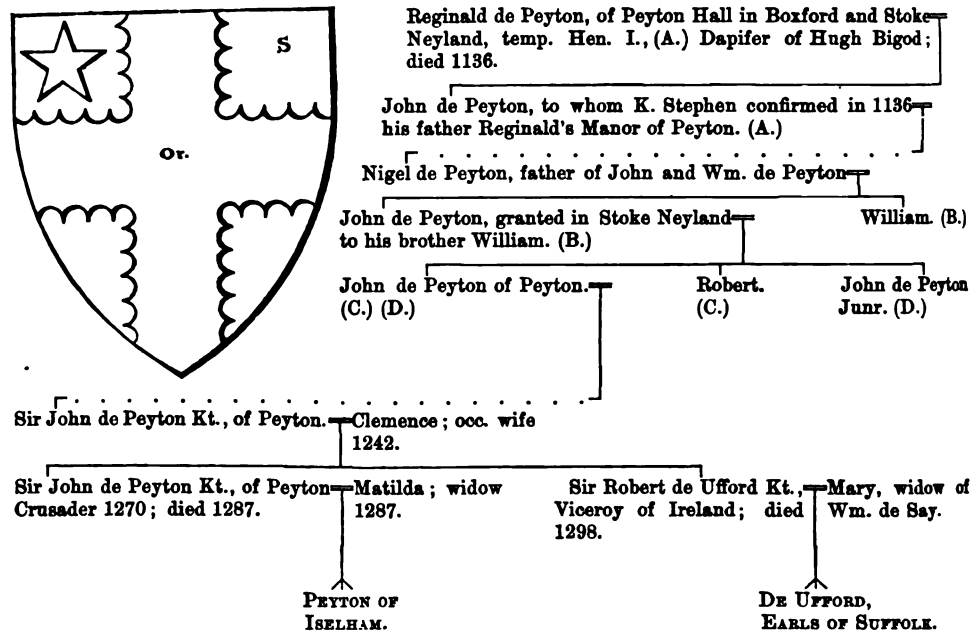 S
Or.
Reginald de Peyton, of Peyton Hall in Boxford and Stoke
Neyland, temp. Hen. I., (A.) Dapifer of Hugh Bigod;
died 1136.
John de Peyton, to whom K. Stephen confirmed in 1136
his father Reginald's Manor of Peyton. (A.)
Nigel de Peyton, father of John and Wm. de Peyton
John de Peyton, granted in Stoke Neyland
to his brother William. (B.)
William. (B.)
John de Peyton of Peyton.
(C.) (D.)
Robert.
(C.)
John de Peyton
Junr. (D.)
Sir John de Peyton Kt., of Peyton.
Clemence; occ. wife
1242.
Sir John de Peyton Kt., of Peyton
Crusader 1270; died 1287.
Matilda; widow
1287.
Sir Robert de Ufford Kt.,
Viceroy of Ireland; died
1298.
Mary, widow of
Wm. de Say.
PEYTON OF
ISELHAM.
DE UFFORD,
EARLS OF SUFFOLK.